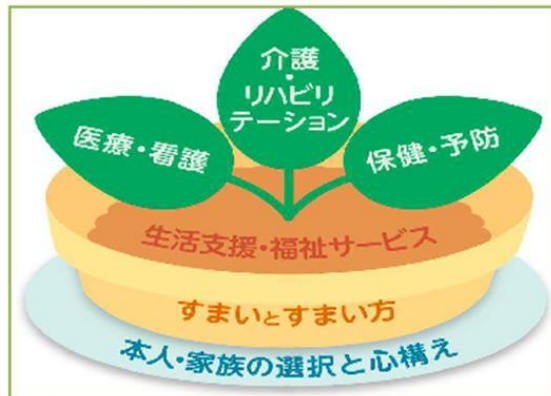 介護
・
リハビリ
テーション
医療・看護
保健・予防
生活支援・福祉サービス
すまいとすまい方
本人・家族の選択と心構え